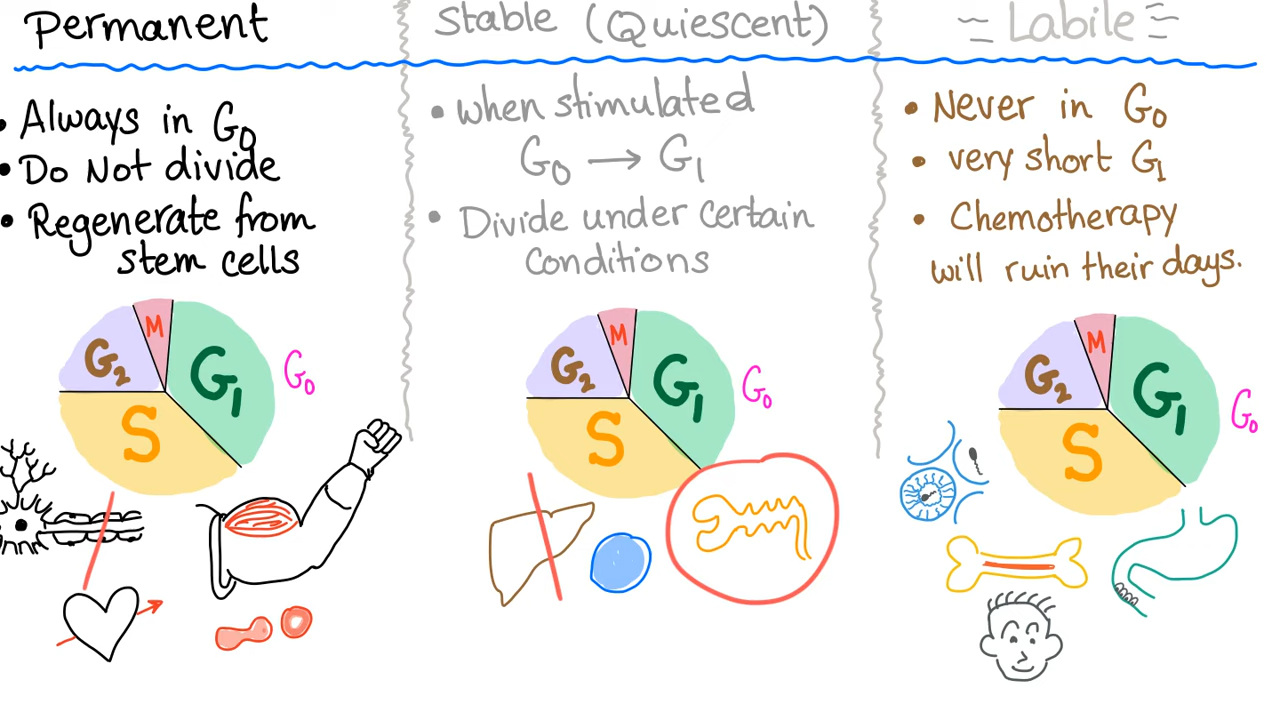 Permanent
• Always in G₀
• Do Not divide
• Regenerate from
stem cells
G₂
M
G₁
G₀
S
Stable (Quiescent)
• when stimulated
G₀ → G₁
• Divide under certain
Conditions
G₂
M
G₁
G₀
S
Labile
• Never in G₀
• very short G₁
• Chemotherapy
will ruin their days.
G₂
M
G₁
G₀
S